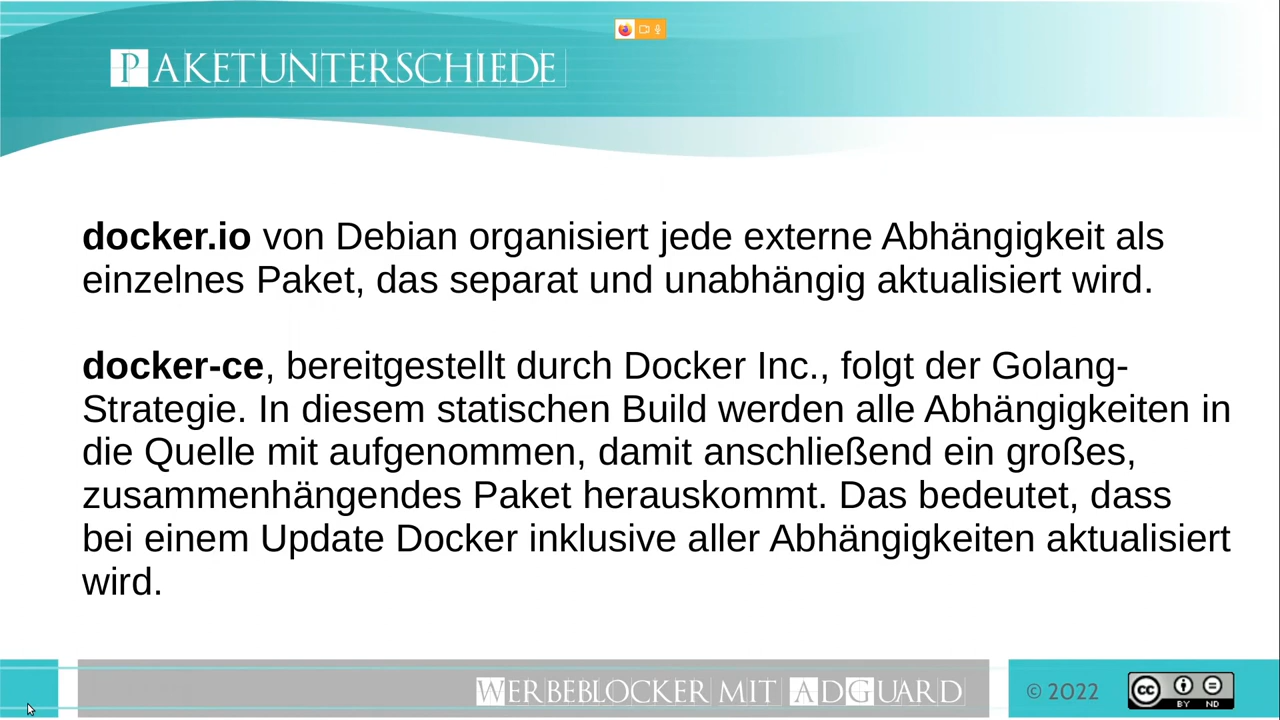 PAKETUNTERSCHIEDE
docker.io von Debian organisiert jede externe Abhängigkeit als
einzelnes Paket, das separat und unabhängig aktualisiert wird.
docker-ce, bereitgestellt durch Docker Inc., folgt der Golang-
Strategie. In diesem statischen Build werden alle Abhängigkeiten in
die Quelle mit aufgenommen, damit anschließend ein großes,
zusammenhängendes Paket herauskommt. Das bedeutet, dass
bei einem Update Docker inklusive aller Abhängigkeiten aktualisiert
wird.
WERBEBLOCKER MIT ADGUARD
© 2022
cc
BY ND